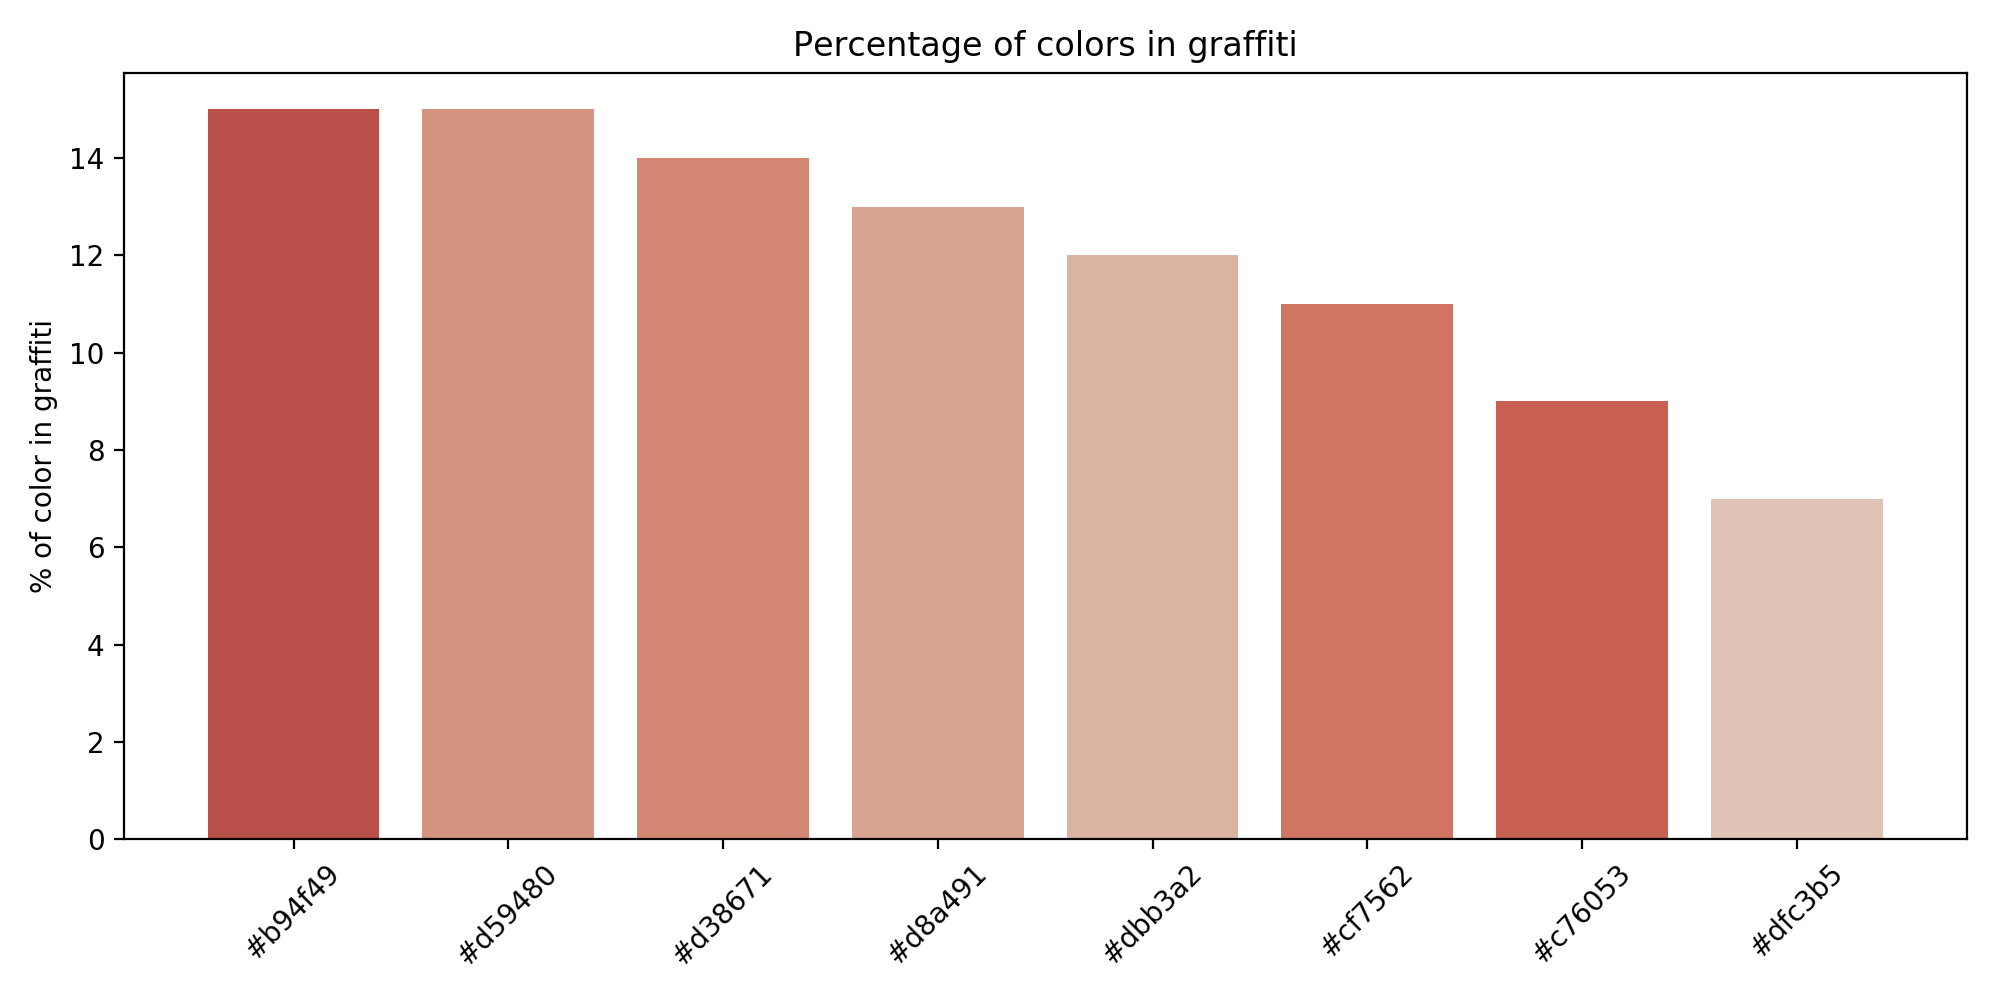 Percentage of colors in graffiti
% of color in graffiti
14
12
10
8
6
4
2
0
#b94f49
#d59480
#d38671
#d8a491
#dbb3a2
#cf7562
#c76053
#dfc3b5